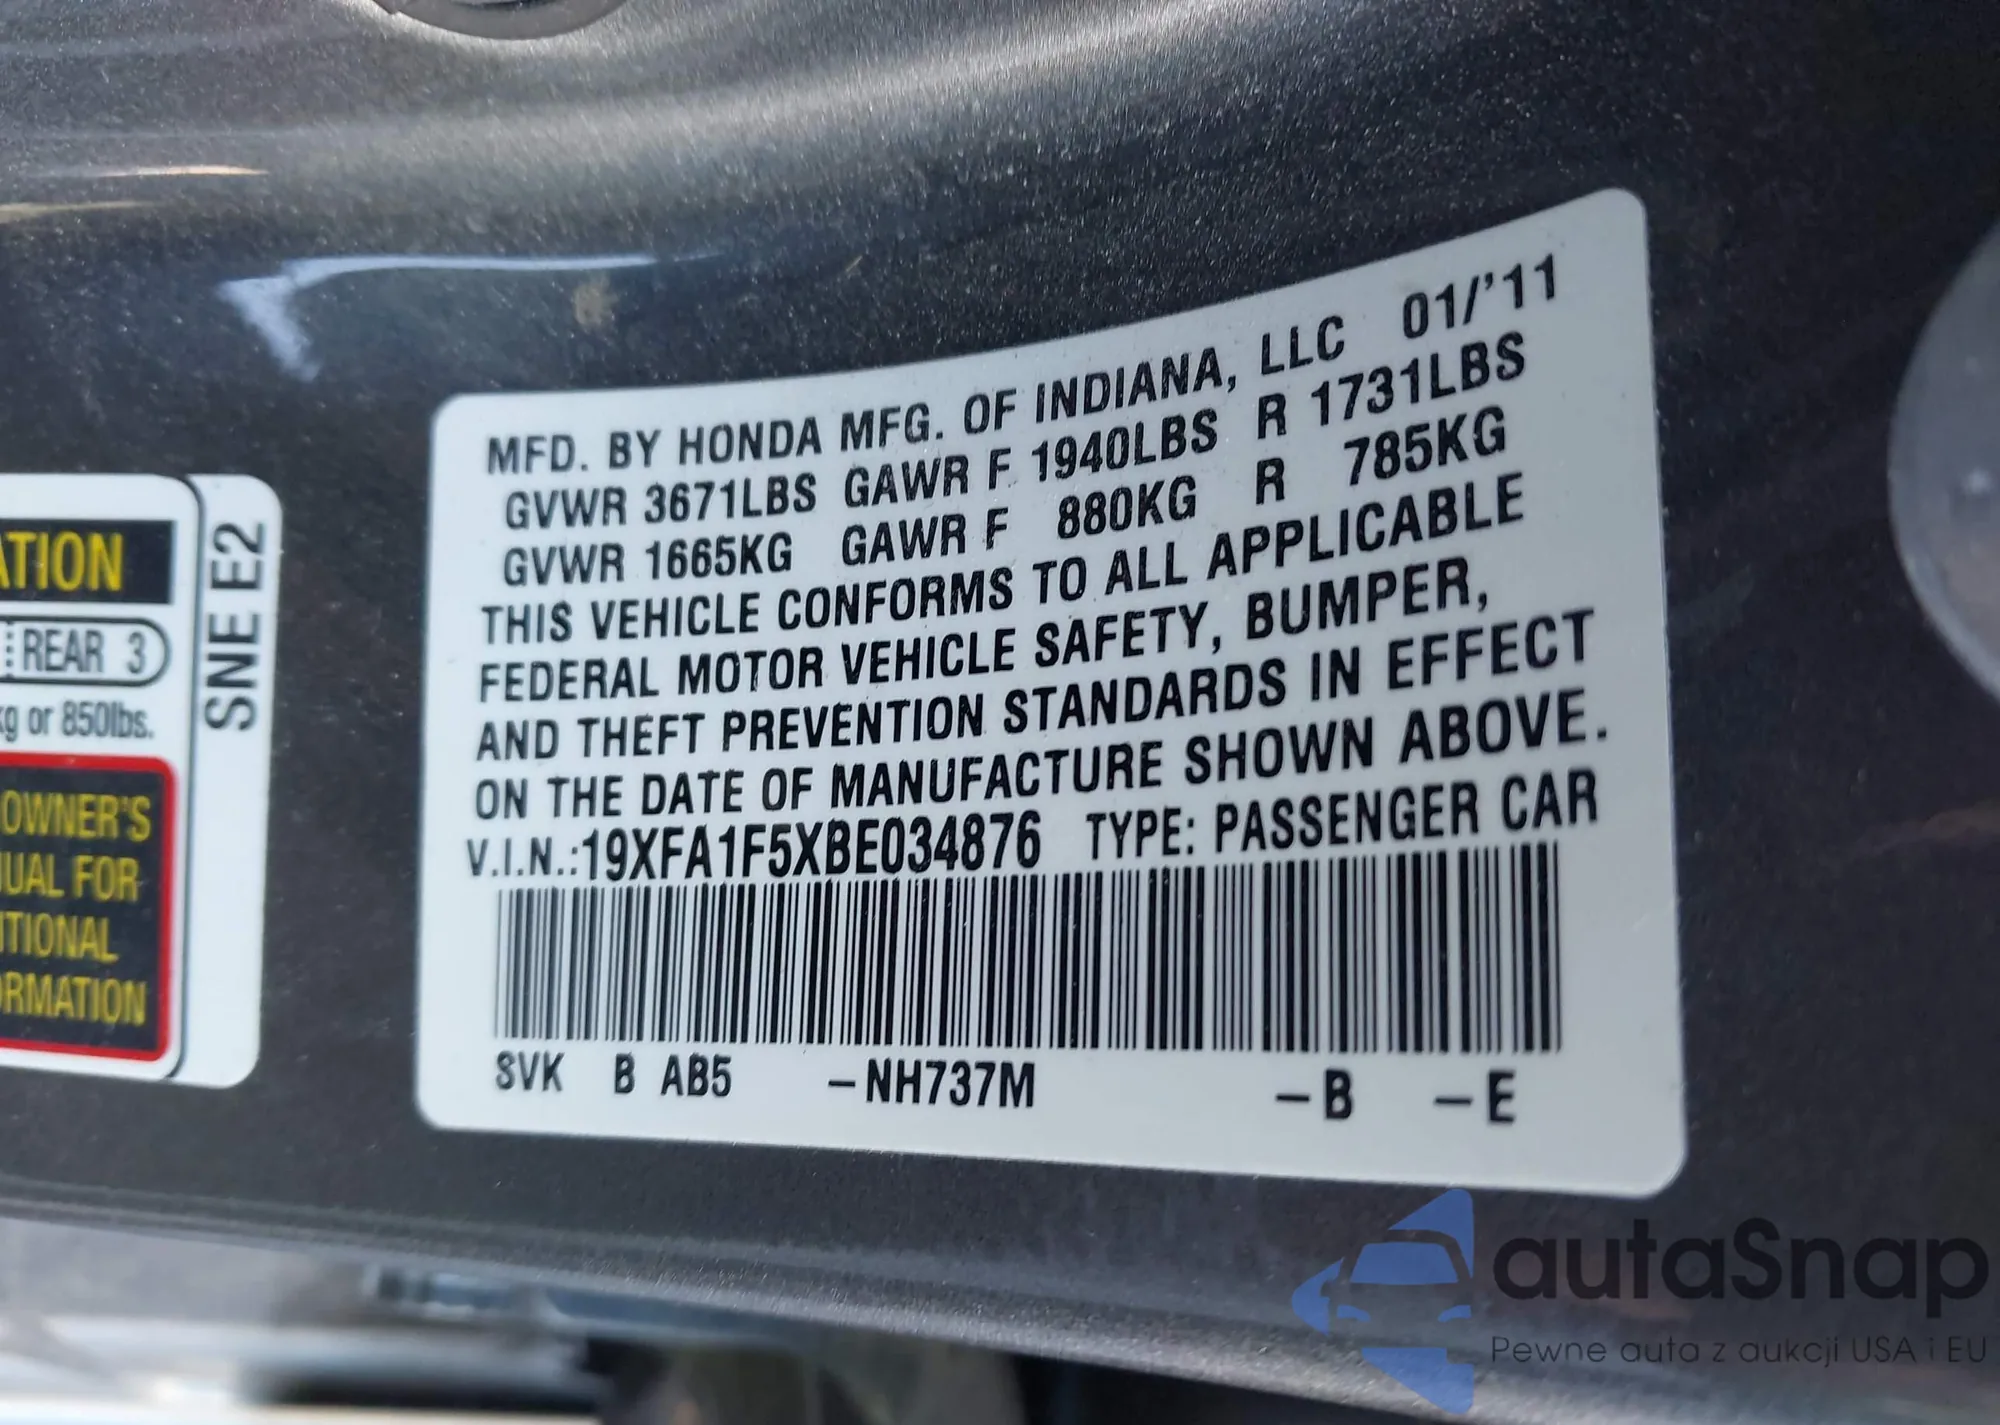 MFD. BY HONDA MFG. OF INDIANA, LLC 01/'11
GVWR 3671LBS GAWR F 1940LBS R 1731LBS
GVWR 1665KG GAWR F 880KG R 785KG
THIS VEHICLE CONFORMS TO ALL APPLICABLE
FEDERAL MOTOR VEHICLE SAFETY, BUMPER,
AND THEFT PREVENTION STANDARDS IN EFFECT
ON THE DATE OF MANUFACTURE SHOWN ABOVE.
V.I.N.:19XFA1F5XBE034876 TYPE: PASSENGER CAR
SVK B AB5 –NH737M –B –E
ATION
REAR 3
kg or 850lbs.
OWNER'S
UAL FOR
ITIONAL
ORMATION
SNE E2
autaSnap
Pewne auta z aukcji USA i EU